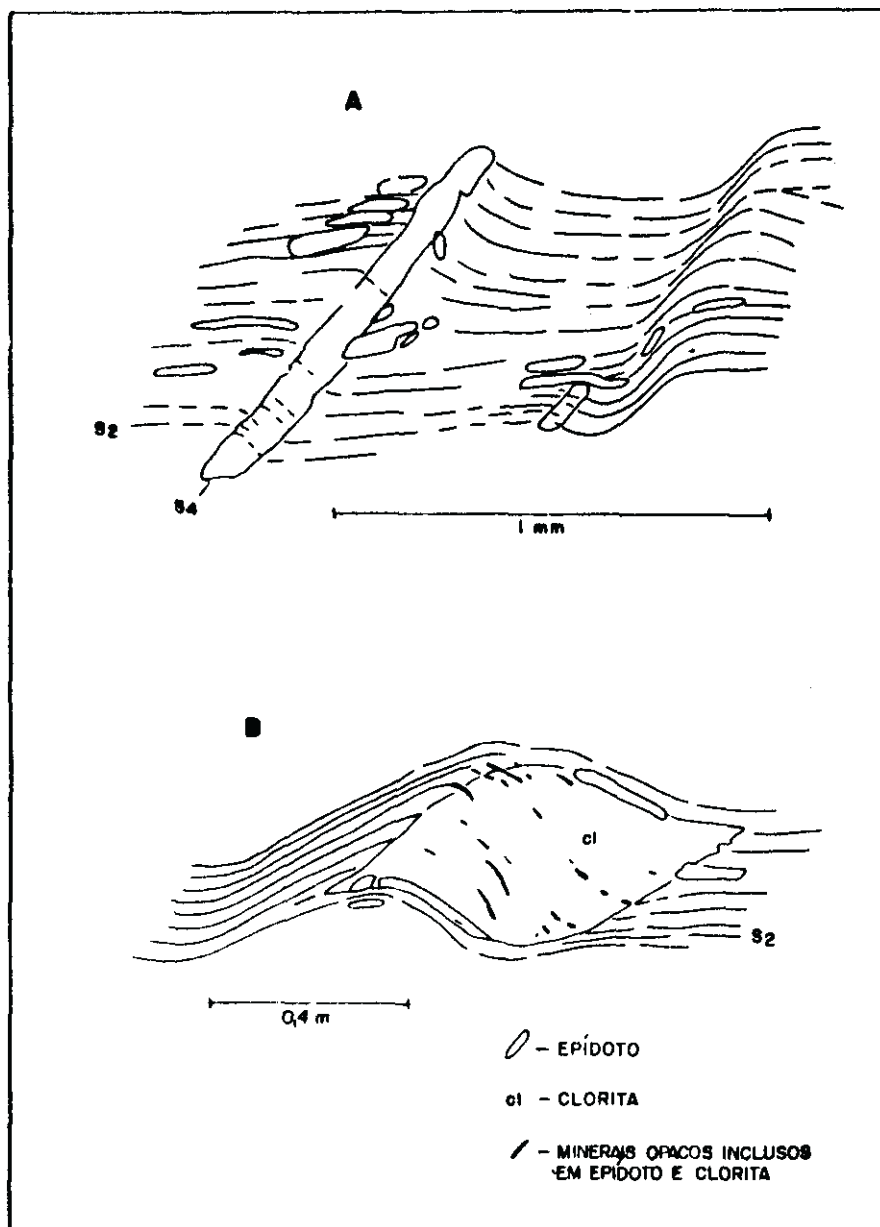 A
S2
S4
1 mm
B
cl
S2
0,4 m
- EPÍDOTO
cl - CLORITA
- MINERAIS OPACOS INCLUSOS
EM EPÍDOTO E CLORITA